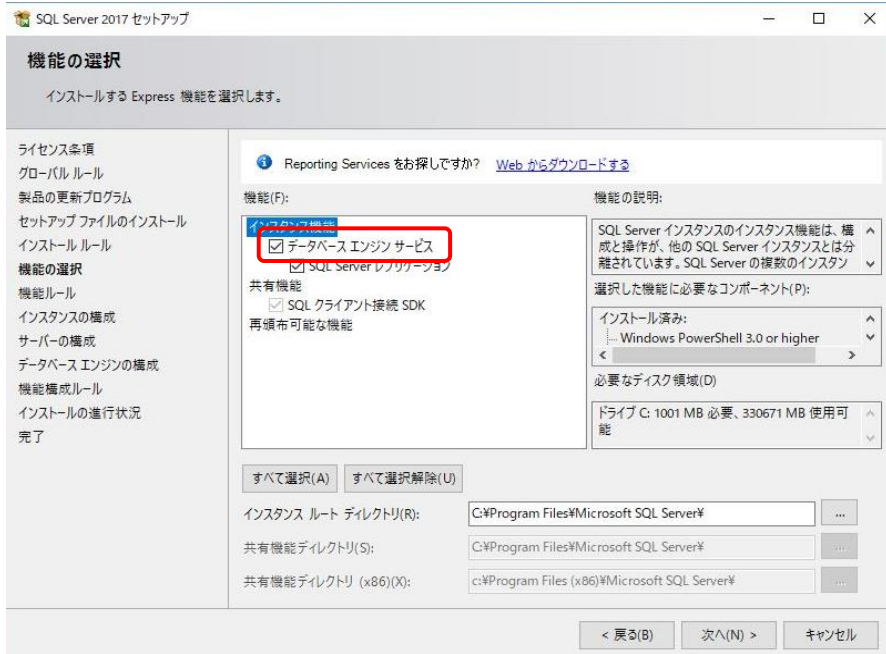 SQL Server 2017 セットアップ
機能の選択
インストールする Express 機能を選択します。
ライセンス条項
グローバル ルール
製品の更新プログラム
セットアップ ファイルのインストール
インストール ルール
機能の選択
機能ルール
インスタンスの構成
サーバーの構成
データベース エンジンの構成
機能構成ルール
インストールの進行状況
完了
Reporting Services をお探しですか? Web からダウンロードする
機能(F):
インスタンス機能
データベース エンジン サービス
SQL Server レプリケーション
共有機能
SQL クライアント接続 SDK
再頒布可能な機能
機能の説明:
SQL Server インスタンスのインスタンス機能は、構
成と操作が、他の SQL Server インスタンスとは分
離されています。SQL Server の複数のインスタン
選択した機能に必要なコンポーネント(P):
インストール済み:
Windows PowerShell 3.0 or higher
必要なディスク領域(D)
ドライブ C: 1001 MB 必要、330671 MB 使用可
能
すべて選択(A) すべて選択解除(U)
インスタンス ルート ディレクトリ(R): C:¥Program Files¥Microsoft SQL Server¥ ...
共有機能ディレクトリ(S): C:¥Program Files¥Microsoft SQL Server¥ ...
共有機能ディレクトリ (x86)(X): c:¥Program Files (x86)¥Microsoft SQL Server¥ ...
< 戻る(B) 次へ(N) > キャンセル